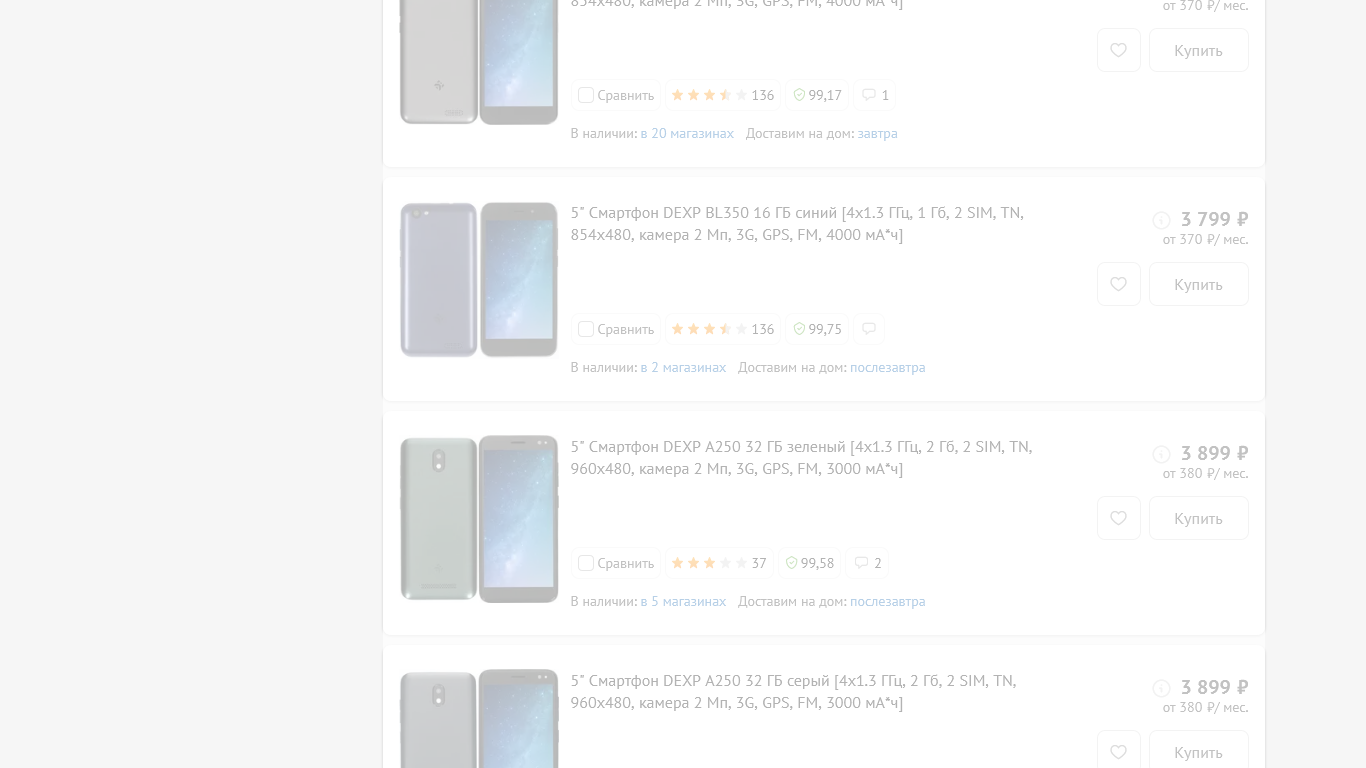 854x480, камера 2 Мп, 3G, GPS, FM, 4000 мА*ч]
от 370 ₽/ мес.
Купить
Сравнить 136 99,17 1
В наличии: в 20 магазинах Доставим на дом: завтра
5" Смартфон DEXP BL350 16 ГБ синий [4x1.3 ГГц, 1 Гб, 2 SIM, TN,
854x480, камера 2 Мп, 3G, GPS, FM, 4000 мА*ч]
3 799 ₽
от 370 ₽/ мес.
Купить
Сравнить 136 99,75
В наличии: в 2 магазинах Доставим на дом: послезавтра
5" Смартфон DEXP A250 32 ГБ зеленый [4x1.3 ГГц, 2 Гб, 2 SIM, TN,
960x480, камера 2 Мп, 3G, GPS, FM, 3000 мА*ч]
3 899 ₽
от 380 ₽/ мес.
Купить
Сравнить 37 99,58 2
В наличии: в 5 магазинах Доставим на дом: послезавтра
5" Смартфон DEXP A250 32 ГБ серый [4x1.3 ГГц, 2 Гб, 2 SIM, TN,
960x480, камера 2 Мп, 3G, GPS, FM, 3000 мА*ч]
3 899 ₽
от 380 ₽/ мес.
Купить